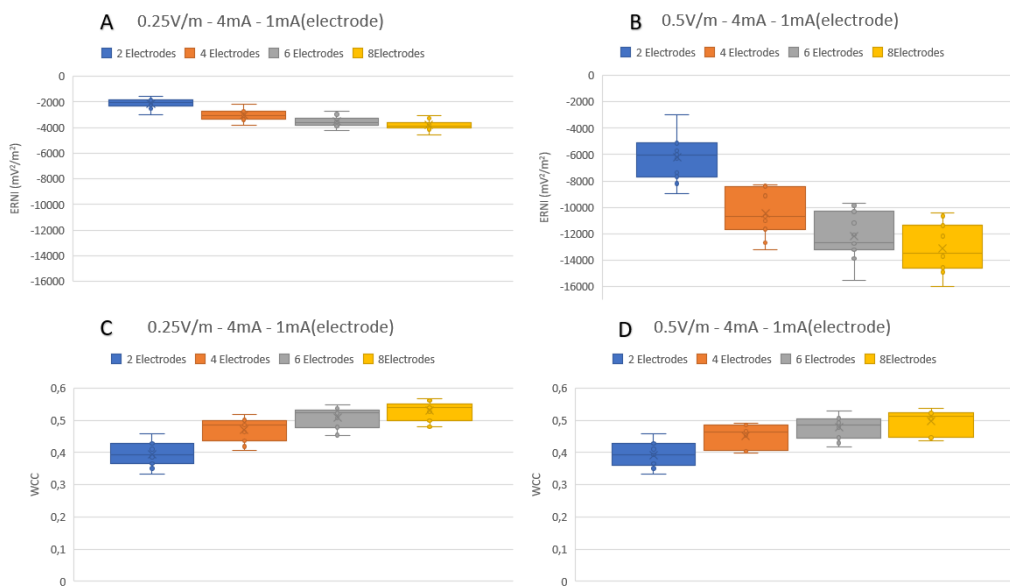 A 0.25V/m - 4mA - 1mA(electrode)
2 Electrodes 4 Electrodes 6 Electrodes 8Electrodes
0
-2000
-4000
-6000
-8000
-10000
-12000
-14000
-16000
ERNI (mV²/m²)
B 0.5V/m - 4mA - 1mA(electrode)
2 Electrodes 4 Electrodes 6 Electrodes 8Electrodes
0
-2000
-4000
-6000
-8000
-10000
-12000
-14000
-16000
ERNI (mV²/m²)
C 0.25V/m - 4mA - 1mA(electrode)
2 Electrodes 4 Electrodes 6 Electrodes 8Electrodes
0,6
0,5
0,4
0,3
0,2
0,1
0
WCC
D 0.5V/m - 4mA - 1mA(electrode)
2 Electrodes 4 Electrodes 6 Electrodes 8Electrodes
0,6
0,5
0,4
0,3
0,2
0,1
0
WCC